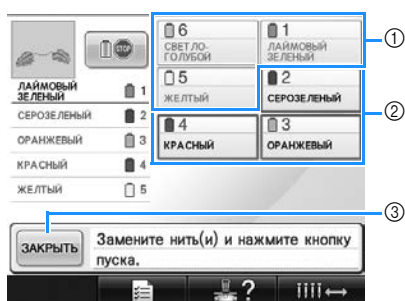 6
СВЕТЛО-
ГОЛУБОЙ
1
ЛАЙМОВЫЙ
ЗЕЛЕНЫЙ
5
ЖЕЛТЫЙ
2
СЕРОЗЕЛЕНЫЙ
4
КРАСНЫЙ
3
ОРАНЖЕВЫЙ
ЛАЙМОВЫЙ
ЗЕЛЕНЫЙ
1
СЕРОЗЕЛЕНЫЙ
2
ОРАНЖЕВЫЙ
3
КРАСНЫЙ
4
ЖЕЛТЫЙ
5
ЗАКРЫТЬ
Замените нить(и) и нажмите кнопку
пуска.
?
①
②
③